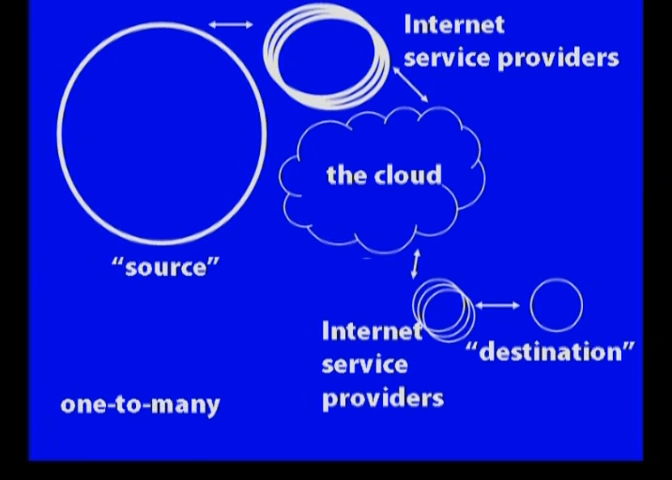 Internet
service providers
the cloud
“source”
Internet
service
providers
“destination”
one-to-many